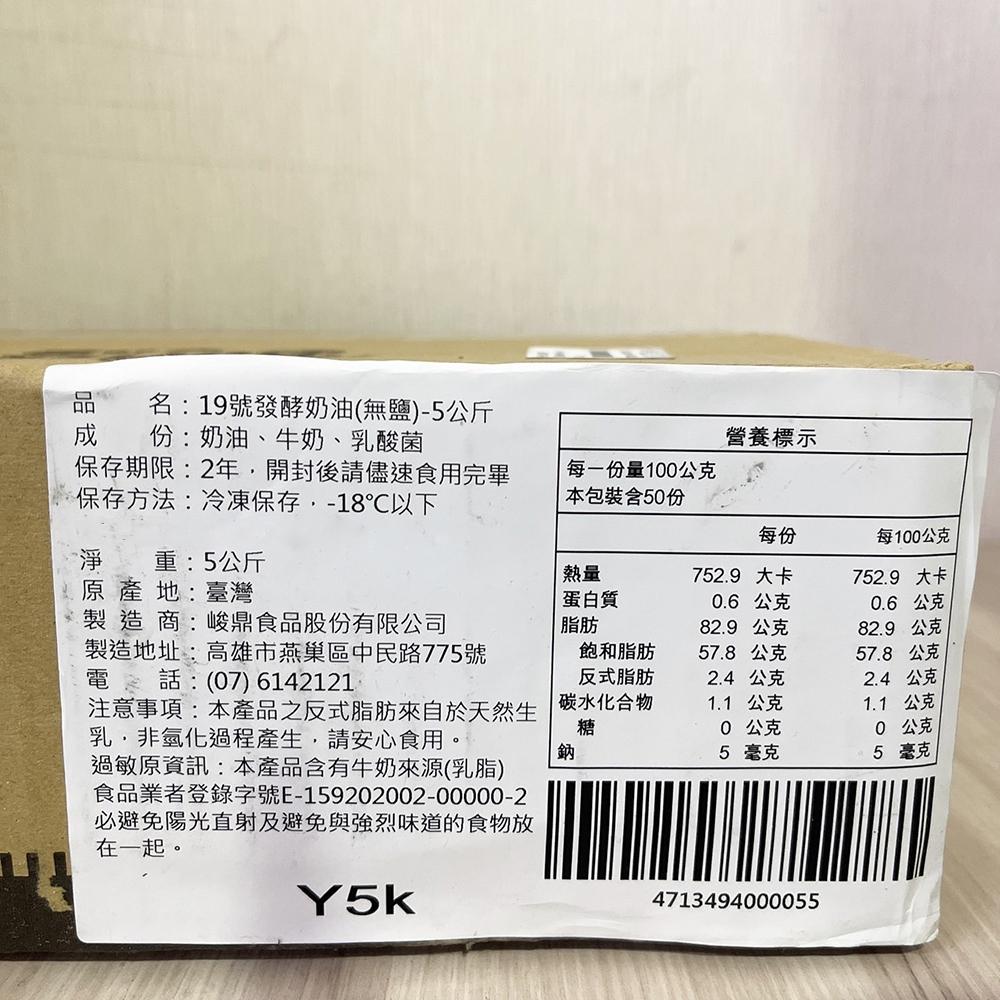 品名：19號發酵奶油(無鹽)-5公斤
成份：奶油、牛奶、乳酸菌
保存期限：2年，開封後請儘速食用完畢
保存方法：冷凍保存，-18℃以下
淨重：5公斤
原產地：臺灣
製造商：峻鼎食品股份有限公司
製造地址：高雄市燕巢區中民路775號
電話：(07) 6142121
注意事項：本產品之反式脂肪來自於天然生
乳，非氫化過程產生，請安心食用。
過敏原資訊：本產品含有牛奶來源(乳脂)
食品業者登錄字號E-159202002-00000-2
必避免陽光直射及避免與強烈味道的食物放
在一起。
Y5k
營養標示
每一份量100公克
本包裝含50份
每份 每100公克
熱量 752.9 大卡 752.9 大卡
蛋白質 0.6 公克 0.6 公克
脂肪 82.9 公克 82.9 公克
飽和脂肪 57.8 公克 57.8 公克
反式脂肪 2.4 公克 2.4 公克
碳水化合物 1.1 公克 1.1 公克
糖 0 公克 0 公克
鈉 5 毫克 5 毫克
4713494000055